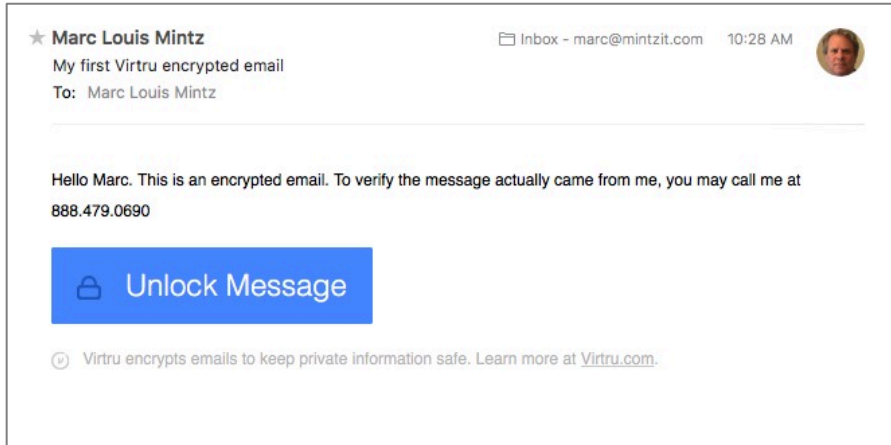 Marc Louis Mintz
Inbox - marc@mintzit.com 10:28 AM
My first Virtru encrypted email
To: Marc Louis Mintz
Hello Marc. This is an encrypted email. To verify the message actually came from me, you may call me at
888.479.0690
Unlock Message
Virtru encrypts emails to keep private information safe. Learn more at Virtru.com.